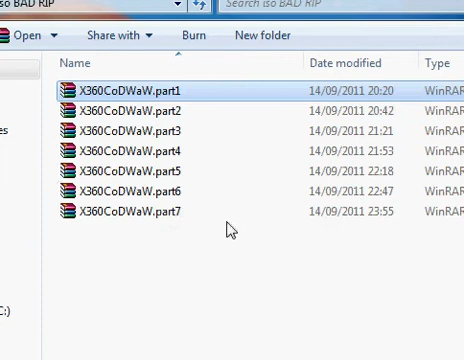 iso BAD RIP
Search iso BAD RIP
Open Share with Burn New folder
Name Date modified Type
X360CoDWaW.part1 14/09/2011 20:20 WinRAR
X360CoDWaW.part2 14/09/2011 20:42 WinRAR
X360CoDWaW.part3 14/09/2011 21:21 WinRAR
X360CoDWaW.part4 14/09/2011 21:53 WinRAR
X360CoDWaW.part5 14/09/2011 22:18 WinRAR
X360CoDWaW.part6 14/09/2011 22:47 WinRAR
X360CoDWaW.part7 14/09/2011 23:55 WinRAR
es
C:)